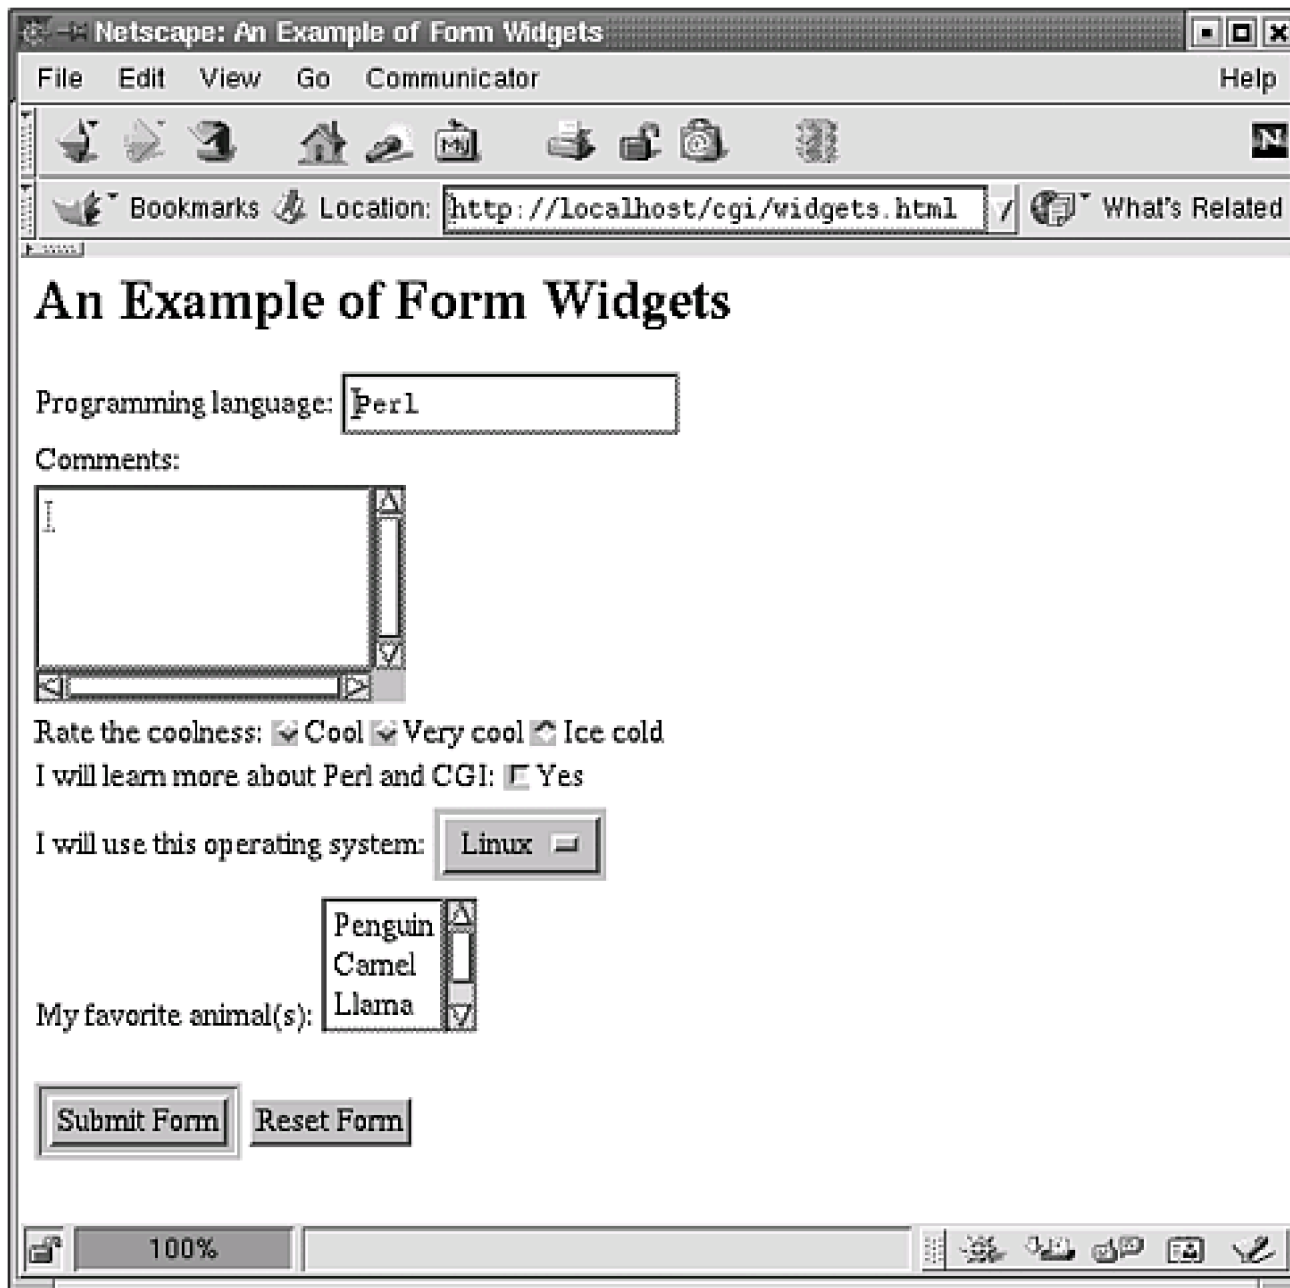 Netscape: An Example of Form Widgets
File Edit View Go Communicator Help
My N
Bookmarks Location: http://localhost/cgi/widgets.html What's Related
An Example of Form Widgets
Programming language: Perl
Comments:
Rate the coolness: Cool Very cool Ice cold
I will learn more about Perl and CGI: Yes
I will use this operating system: Linux
Penguin
Camel
Llama
My favorite animal(s):
Submit Form Reset Form
100%